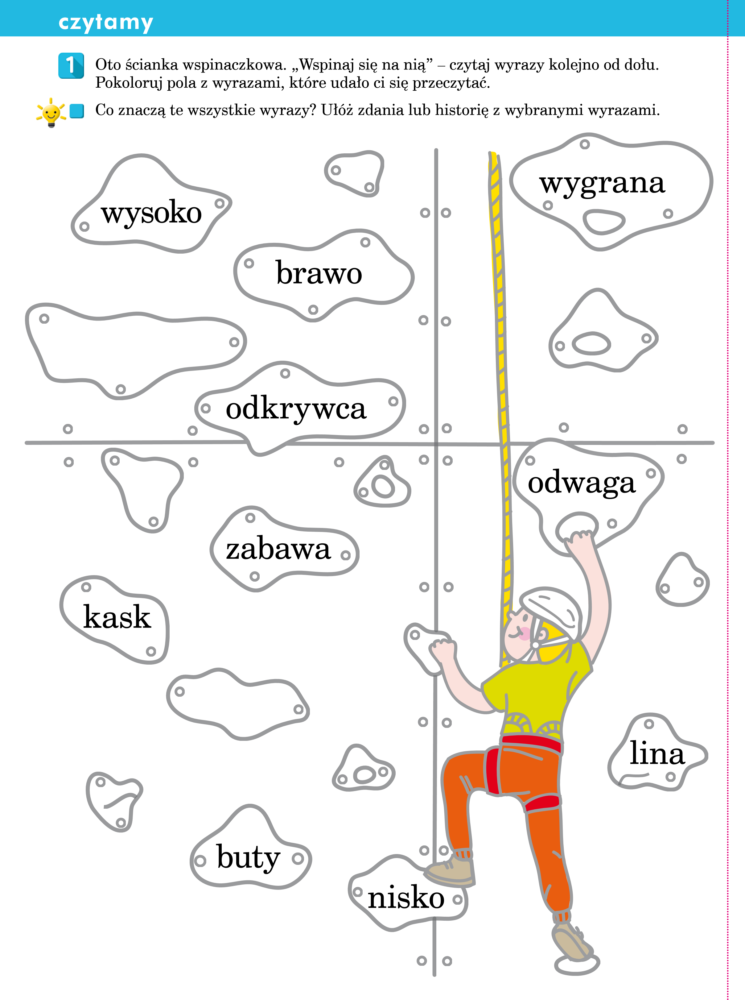 czytamy
1 Oto ścianka wspinaczkowa. „Wspinaj się na nią” – czytaj wyrazy kolejno od dołu.
Pokoloruj pola z wyrazami, które udało ci się przeczytać.
Co znaczą te wszystkie wyrazy? Ułóż zdania lub historię z wybranymi wyrazami.
wygrana
wysoko
brawo
odkrywca
odwaga
zabawa
kask
lina
buty
nisko